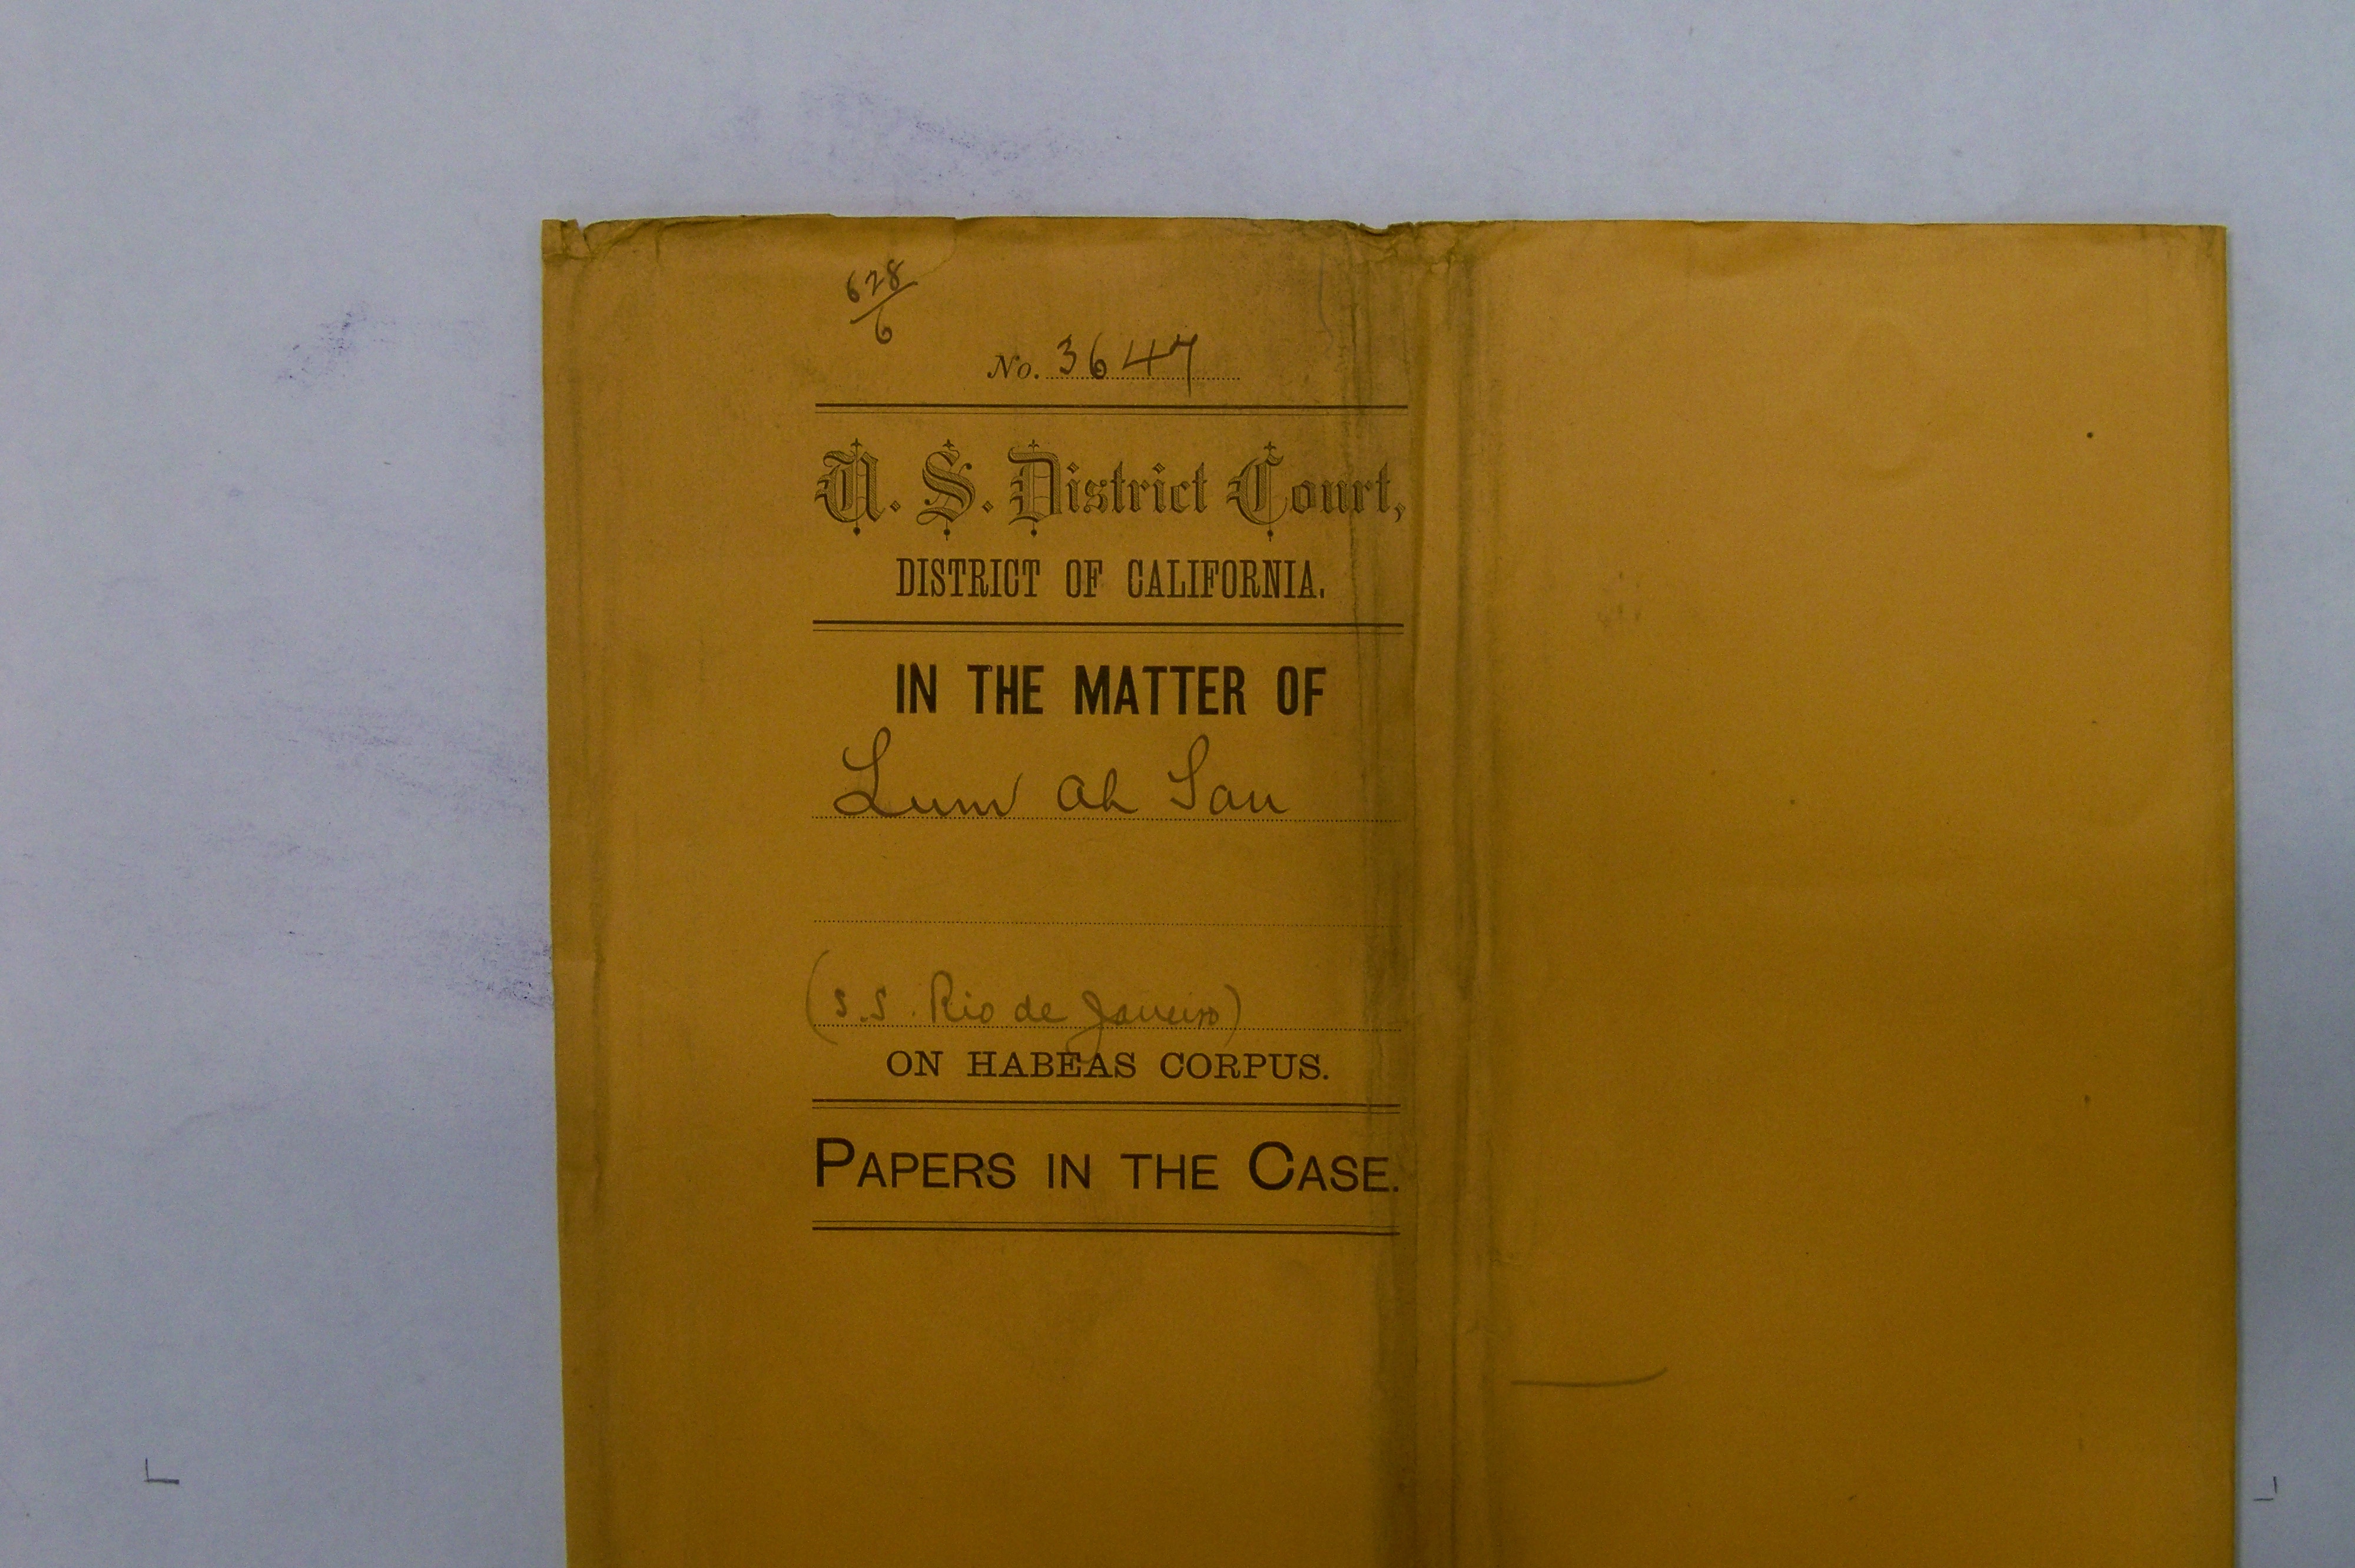 628/6
No. 3647
U. S. District Court,
DISTRICT OF CALIFORNIA.
IN THE MATTER OF
Lum Ah Sau
(S.S. Rio de Janeiro)
ON HABEAS CORPUS.
PAPERS IN THE CASE.